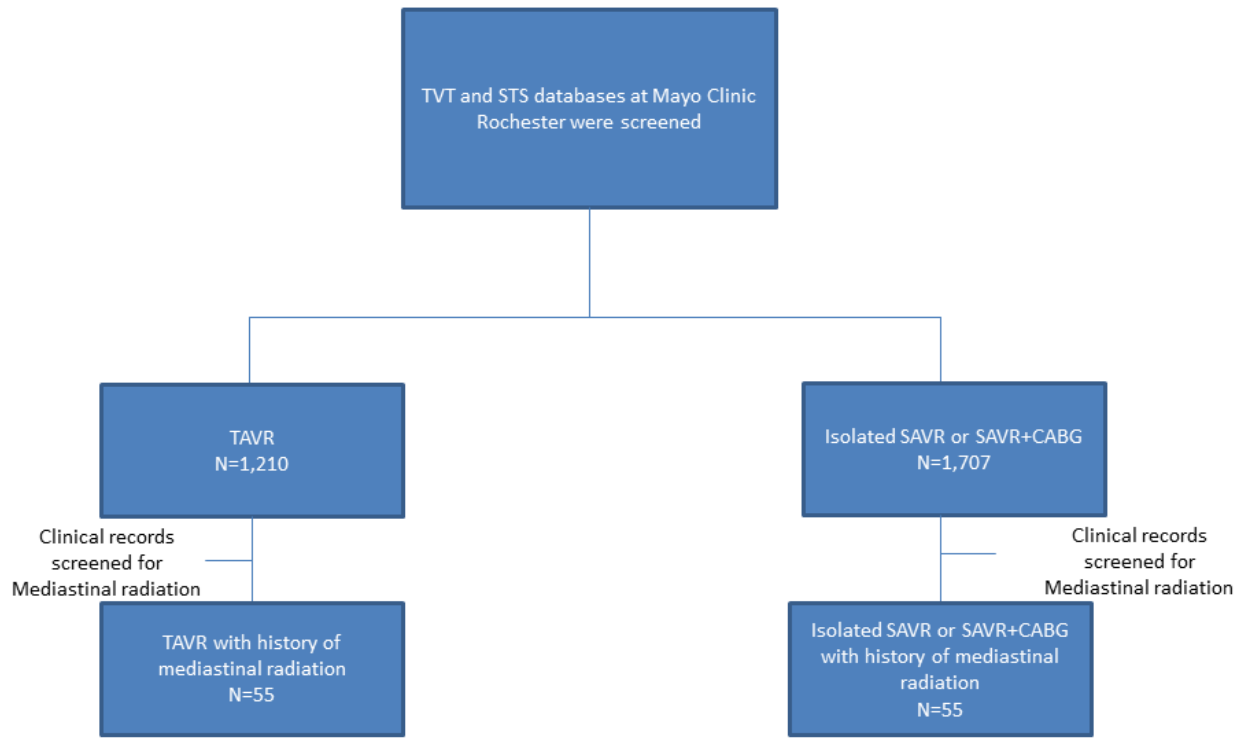 TVT and STS databases at Mayo Clinic
Rochester were screened
TAVR
N=1,210
Isolated SAVR or SAVR+CABG
N=1,707
Clinical records
screened for
Mediastinal radiation
Clinical records
screened for
Mediastinal radiation
TAVR with history of
mediastinal radiation
N=55
Isolated SAVR or SAVR+CABG
with history of mediastinal
radiation
N=55